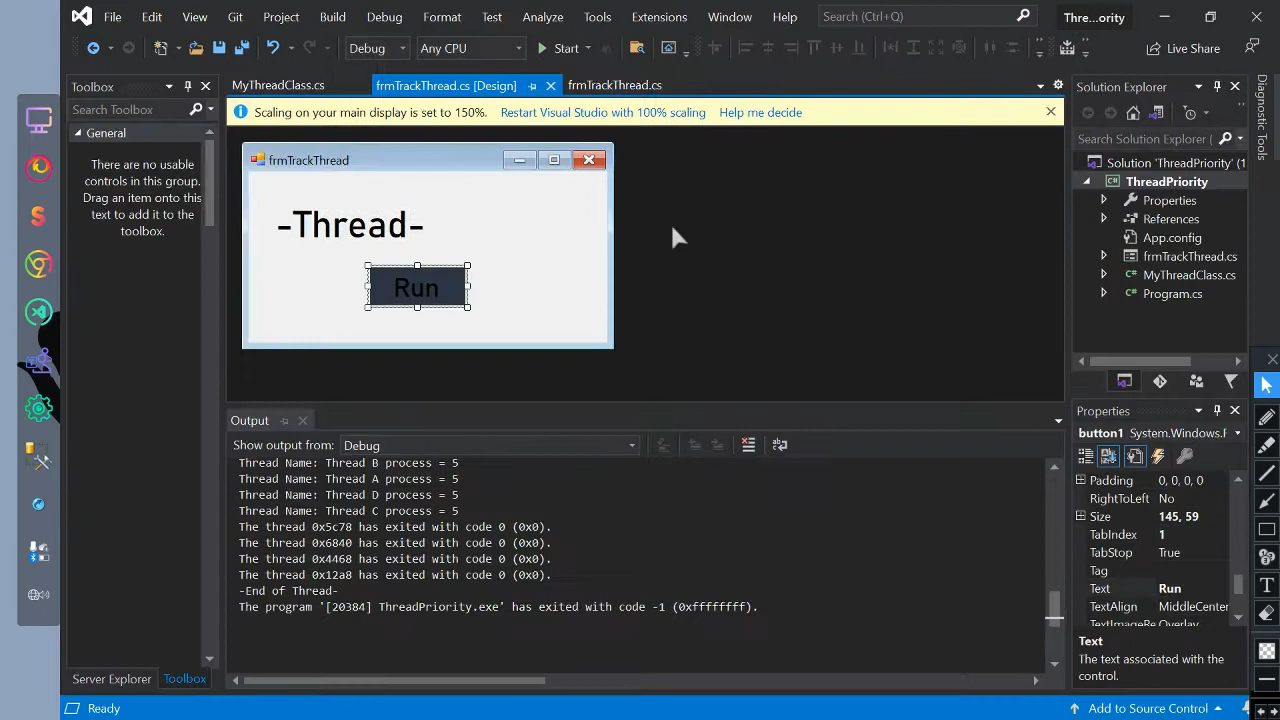 File Edit View Git Project Build Debug Format Test Analyze Tools Extensions Window Help Search (Ctrl+Q) Thre...ority
Debug Any CPU Start Live Share
Toolbox
Search Toolbox
General
There are no usable
controls in this group.
Drag an item onto this
text to add it to the
toolbox.
Server Explorer Toolbox
MyThreadClass.cs frmTrackThread.cs [Design] frmTrackThread.cs
Scaling on your main display is set to 150%. Restart Visual Studio with 100% scaling Help me decide
frmTrackThread
-Thread-
Run
Output
Show output from: Debug
Thread Name: Thread B process = 5
Thread Name: Thread A process = 5
Thread Name: Thread D process = 5
Thread Name: Thread C process = 5
The thread 0x5c78 has exited with code 0 (0x0).
The thread 0x6840 has exited with code 0 (0x0).
The thread 0x4468 has exited with code 0 (0x0).
The thread 0x12a8 has exited with code 0 (0x0).
-End of Thread-
The program '[20384] ThreadPriority.exe' has exited with code -1 (0xffffffff).
Solution Explorer
Search Solution Explorer
Solution 'ThreadPriority' (1
ThreadPriority
Properties
References
App.config
frmTrackThread.cs
MyThreadClass.cs
Program.cs
Diagnostic Tools
Properties
button1 System.Windows.F
Padding 0, 0, 0, 0
RightToLeft No
Size 145, 59
TabIndex 1
TabStop True
Tag
Text Run
TextAlign MiddleCenter
TextImageRe Overlay
Text
The text associated with the
control.
Ready Add to Source Control